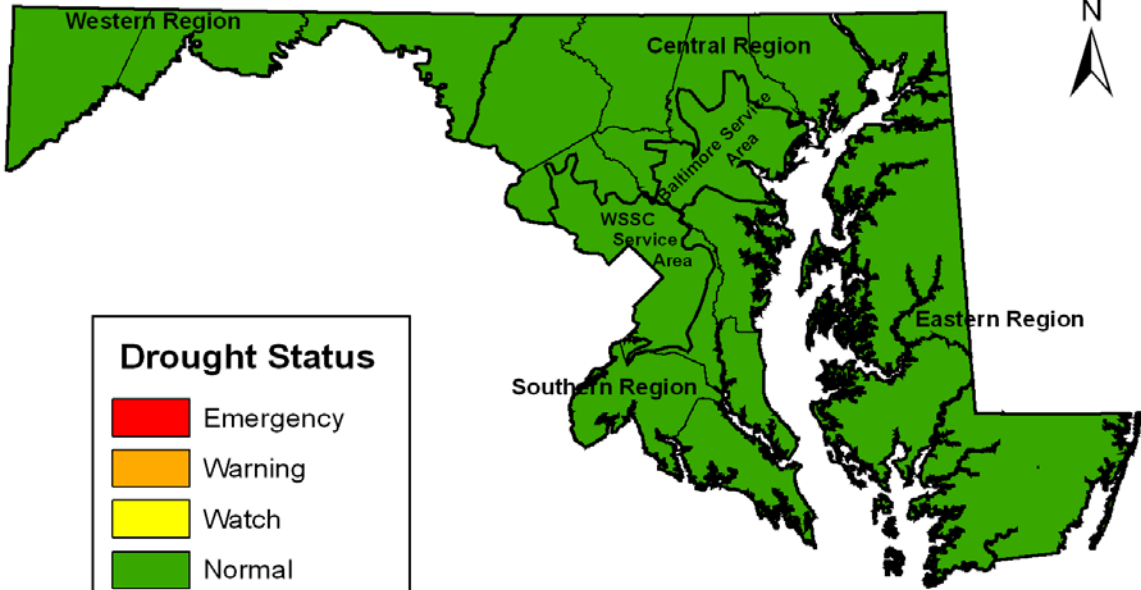 N
Western Region
Central Region
Baltimore Service
Area
WSSC
Service
Area
Eastern Region
Southern Region
Drought Status
Emergency
Warning
Watch
Normal